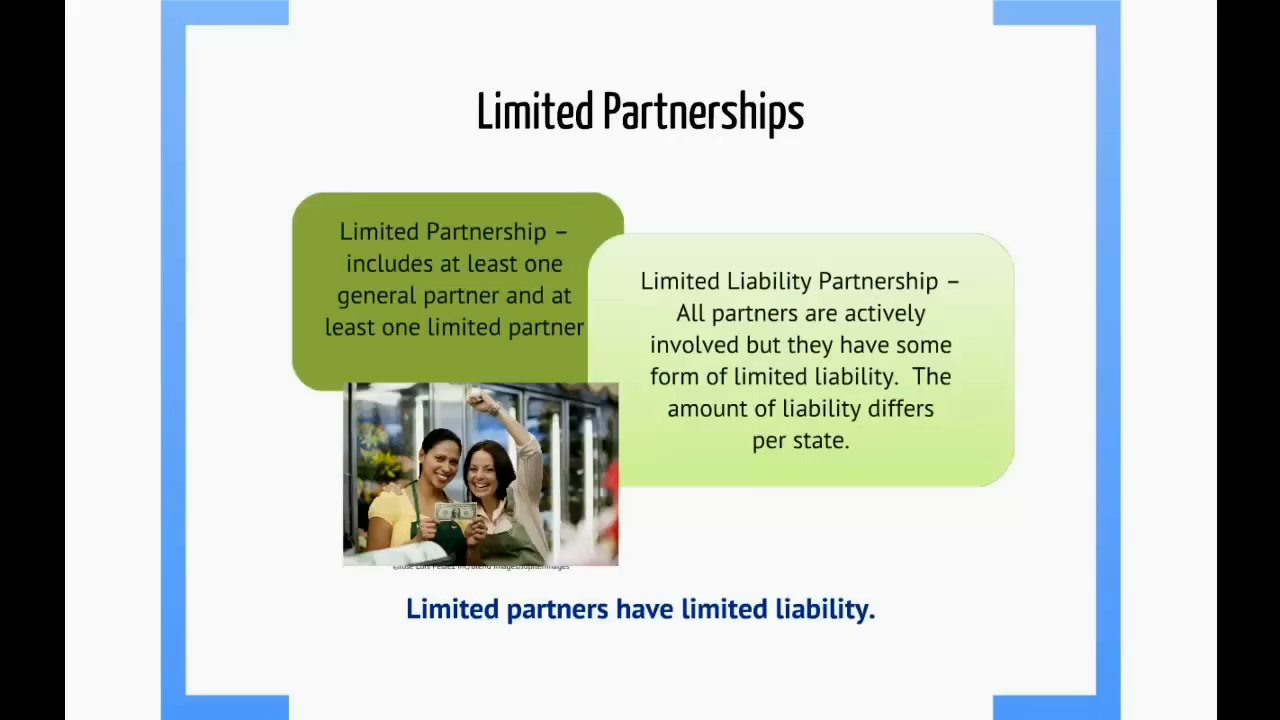 Limited Partnerships
Limited Partnership –
includes at least one
general partner and at
least one limited partner
Limited Liability Partnership –
All partners are actively
involved but they have some
form of limited liability.  The
amount of liability differs
per state.
Limited partners have limited liability.